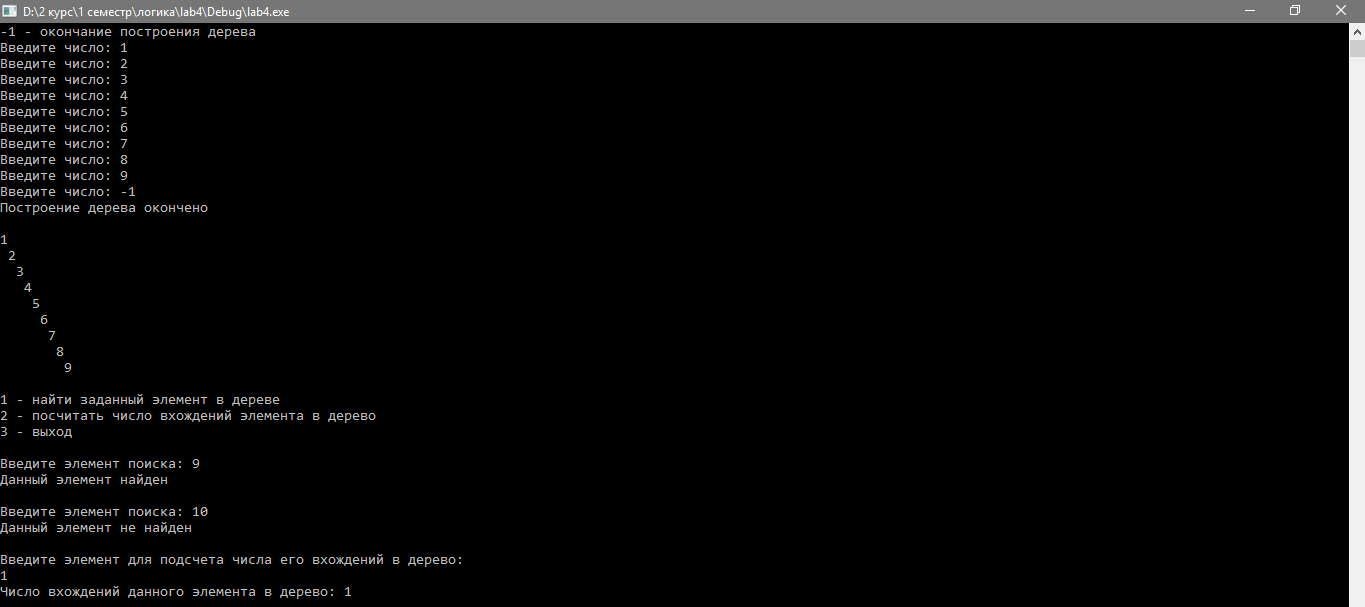 D:\2 курс\1 семестр\логика\lab4\Debug\lab4.exe
-1 - окончание построения дерева
Введите число: 1
Введите число: 2
Введите число: 3
Введите число: 4
Введите число: 5
Введите число: 6
Введите число: 7
Введите число: 8
Введите число: 9
Введите число: -1
Построение дерева окончено
1
2
3
4
5
6
7
8
9
1 - найти заданный элемент в дереве
2 - посчитать число вхождений элемента в дерево
3 - выход
Введите элемент поиска: 9
Данный элемент найден
Введите элемент поиска: 10
Данный элемент не найден
Введите элемент для подсчета числа его вхождений в дерево:
1
Число вхождений данного элемента в дерево: 1